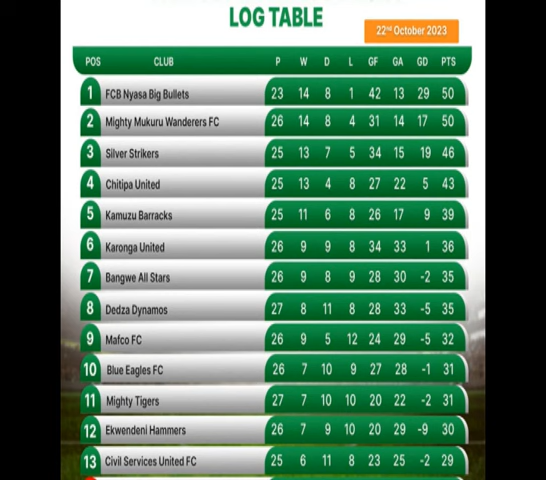 LOG TABLE
22nd October 2023
POS CLUB P W D L GF GA GD PTS
1 FCB Nyasa Big Bullets 23 14 8 1 42 13 29 50
2 Mighty Mukuru Wanderers FC 26 14 8 4 31 14 17 50
3 Silver Strikers 25 13 7 5 34 15 19 46
4 Chitipa United 25 13 4 8 27 22 5 43
5 Kamuzu Barracks 25 11 6 8 26 17 9 39
6 Karonga United 26 9 9 8 34 33 1 36
7 Bangwe All Stars 26 9 8 9 28 30 -2 35
8 Dedza Dynamos 27 8 11 8 28 33 -5 35
9 Mafco FC 26 9 5 12 24 29 -5 32
10 Blue Eagles FC 26 7 10 9 27 28 -1 31
11 Mighty Tigers 27 7 10 10 20 22 -2 31
12 Ekwendeni Hammers 26 7 9 10 20 29 -9 30
13 Civil Services United FC 25 6 11 8 23 25 -2 29